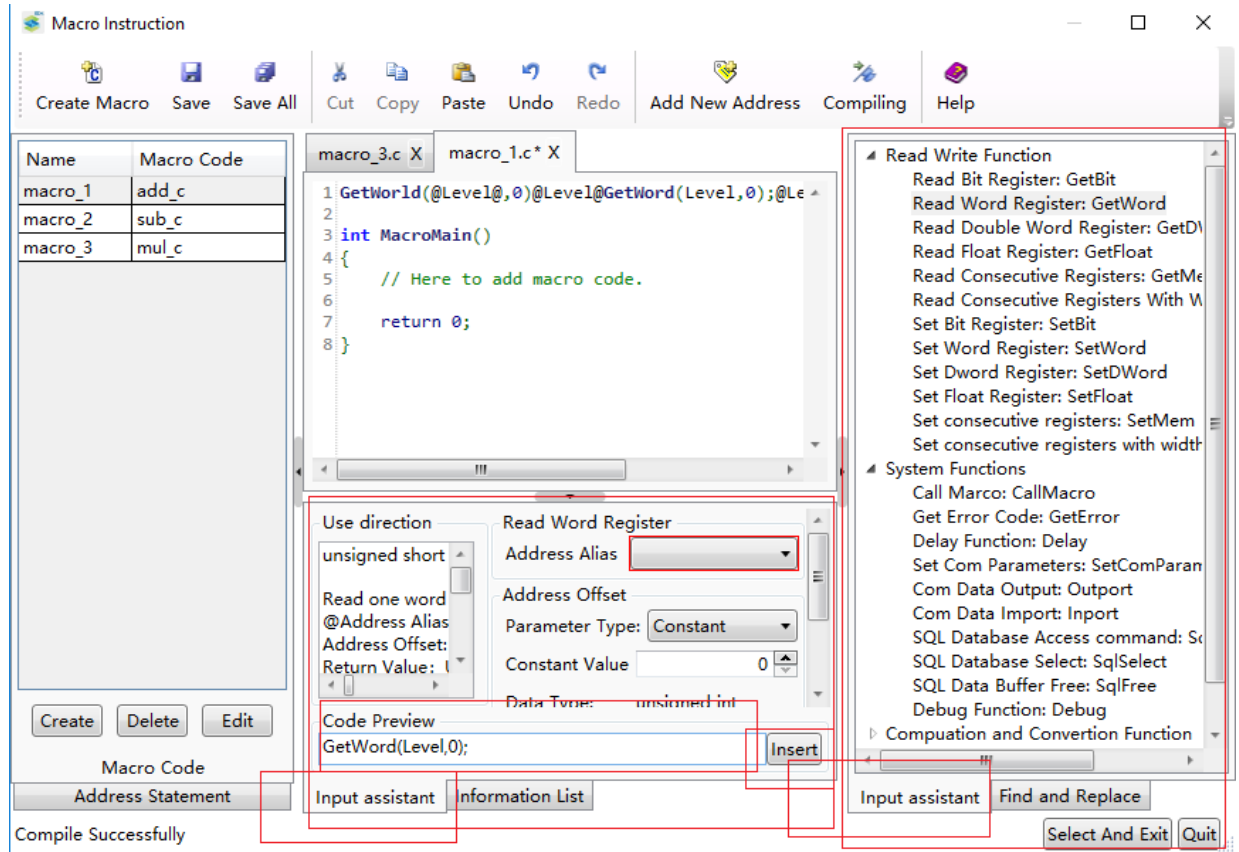 Macro Instruction
Create Macro Save Save All Cut Copy Paste Undo Redo Add New Address Compiling Help
Name Macro Code
macro_1 add_c
macro_2 sub_c
macro_3 mul_c
Create Delete Edit
Macro Code
Address Statement
Compile Successfully
macro_3.c X macro_1.c* X
1 GetWorld(@Level@,0)@Level@GetWord(Level,0);@Le
2
3 int MacroMain()
4 {
5 // Here to add macro code.
6
7 return 0;
8 }
Use direction
unsigned short
Read one word
@Address Alias
Address Offset:
Return Value:
Read Word Register
Address Alias
Address Offset
Parameter Type: Constant
Constant Value 0
Data Type: unsigned int
Code Preview
GetWord(Level,0);
Insert
Input assistant Information List
Read Write Function
Read Bit Register: GetBit
Read Word Register: GetWord
Read Double Word Register: GetD
Read Float Register: GetFloat
Read Consecutive Registers: GetMe
Read Consecutive Registers With W
Set Bit Register: SetBit
Set Word Register: SetWord
Set Dword Register: SetDWord
Set Float Register: SetFloat
Set consecutive registers: SetMem
Set consecutive registers with width
System Functions
Call Marco: CallMacro
Get Error Code: GetError
Delay Function: Delay
Set Com Parameters: SetComParam
Com Data Output: Outport
Com Data Import: Inport
SQL Database Access command: Sc
SQL Database Select: SqlSelect
SQL Data Buffer Free: SqlFree
Debug Function: Debug
Compuation and Convertion Function
Input assistant Find and Replace
Select And Exit Quit